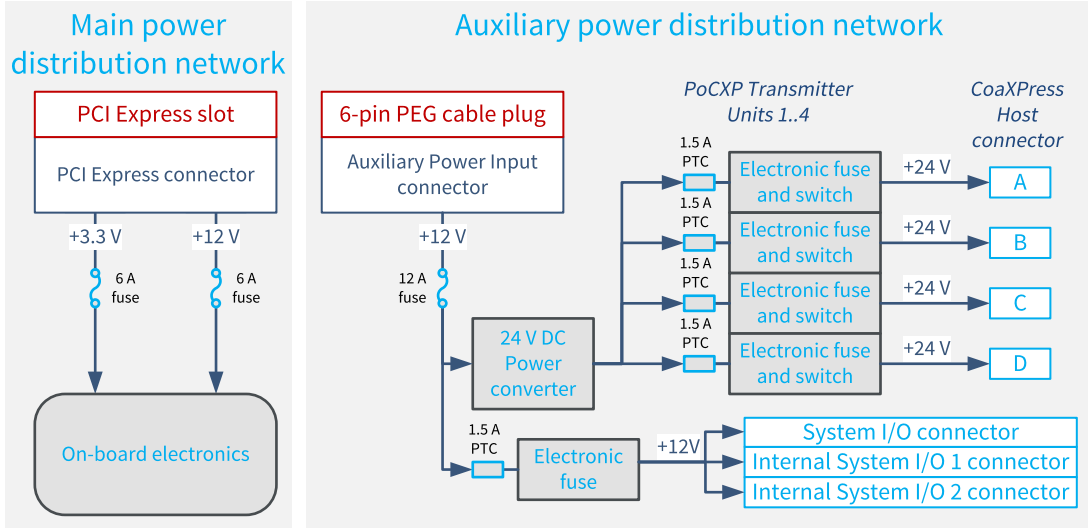 Main power
distribution network
PCI Express slot
PCI Express connector
+3.3 V
+12 V
6 A
fuse
6 A
fuse
On-board electronics
Auxiliary power distribution network
6-pin PEG cable plug
Auxiliary Power Input
connector
+12 V
12 A
fuse
24 V DC
Power
converter
PoCXP Transmitter
Units 1..4
CoaXPress
Host
connector
1.5 A
PTC
Electronic fuse
and switch
+24 V
A
1.5 A
PTC
Electronic fuse
and switch
+24 V
B
1.5 A
PTC
Electronic fuse
and switch
+24 V
C
1.5 A
PTC
Electronic fuse
and switch
+24 V
D
1.5 A
PTC
Electronic
fuse
+12V
System I/O connector
Internal System I/O 1 connector
Internal System I/O 2 connector